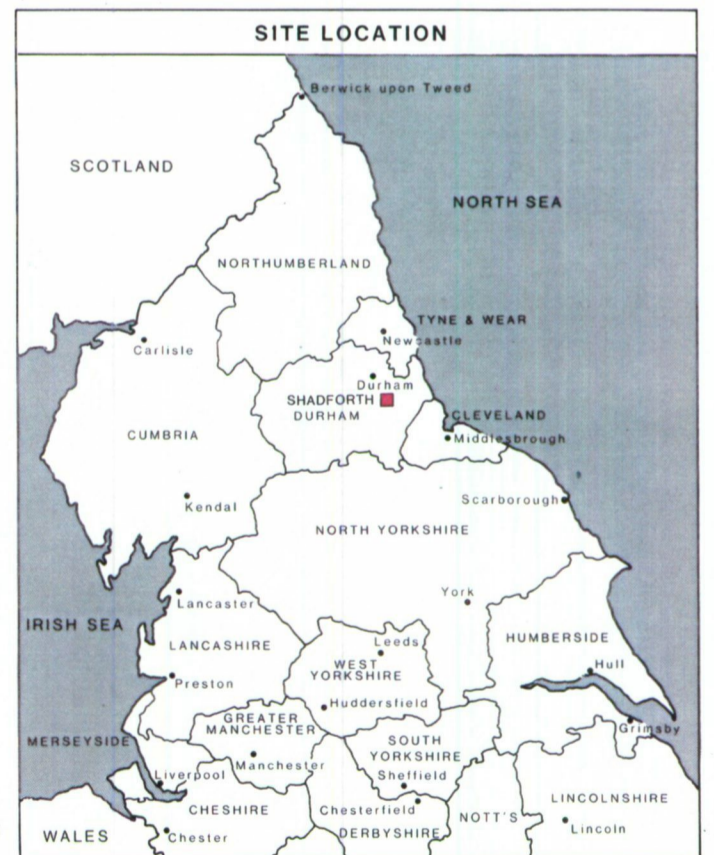 SITE LOCATION
Berwick upon Tweed
SCOTLAND
NORTH SEA
NORTHUMBERLAND
TYNE & WEAR
Newcastle
Carlisle
Durham
SHADFORTH
DURHAM
CLEVELAND
Middlesbrough
CUMBRIA
Kendal
Scarborough
NORTH YORKSHIRE
York
Lancaster
IRISH SEA
HUMBERSIDE
LANCASHIRE
Leeds
WEST
YORKSHIRE
Hull
Preston
Huddersfield
GREATER
MANCHESTER
Grimsby
MERSEYSIDE
SOUTH
YORKSHIRE
Manchester
Liverpool
Sheffield
LINCOLNSHIRE
CHESHIRE
Chesterfield
NOTT'S
WALES
Chester
DERBYSHIRE
Lincoln